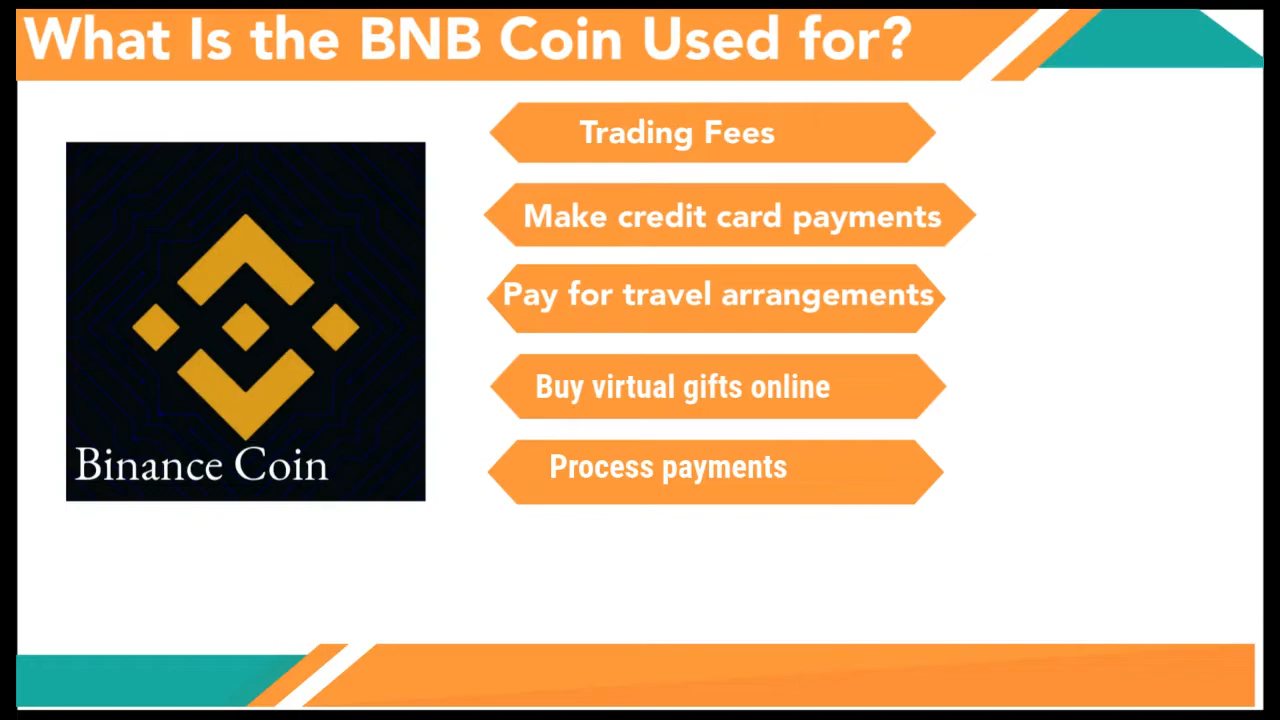 What Is the BNB Coin Used for?
Trading Fees
Make credit card payments
Pay for travel arrangements
Buy virtual gifts online
Process payments
Binance Coin